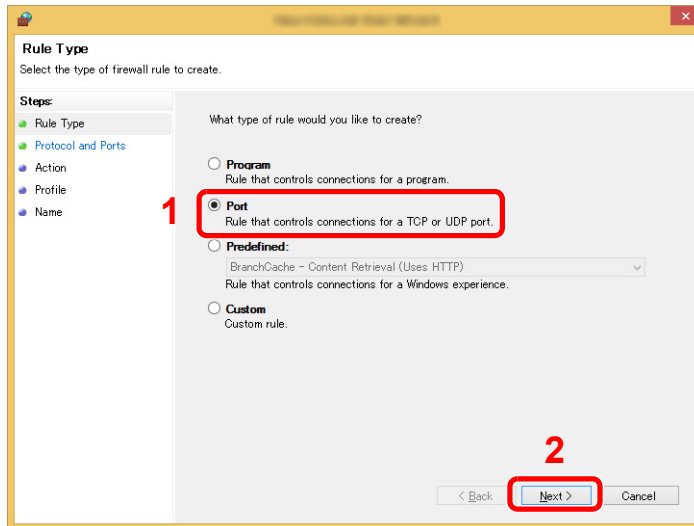 Rule Type
Select the type of firewall rule to create.
Steps:
Rule Type
Protocol and Ports
Action
Profile
Name
What type of rule would you like to create?
Program
Rule that controls connections for a program.
1
Port
Rule that controls connections for a TCP or UDP port.
Predefined:
BranchCache - Content Retrieval (Uses HTTP)
Rule that controls connections for a Windows experience.
Custom
Custom rule.
2
< Back Next > Cancel